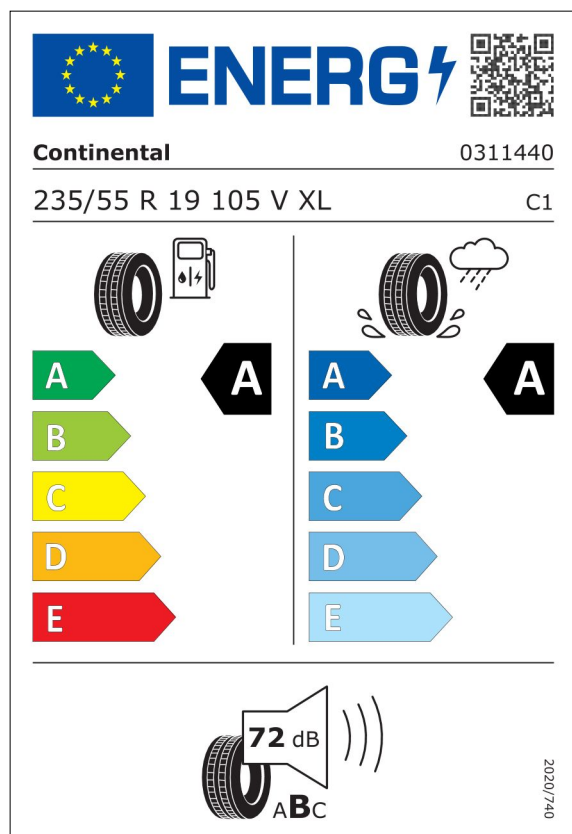 ENERG
Continental 0311440
235/55 R 19 105 V XL C1
A A A A
B B
C C
D D
E E
72 dB
ABC
2020/740